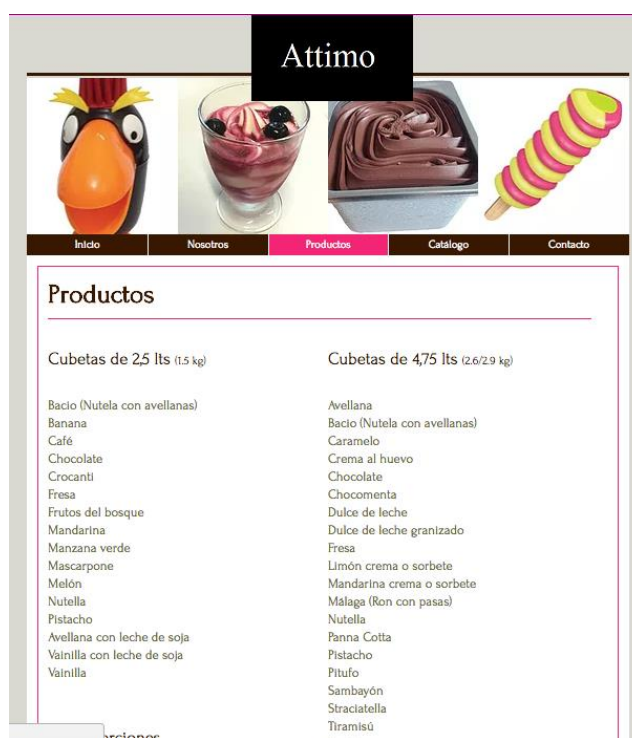 Attimo
Inicio Nosotros Productos Catálogo Contacto
Productos
Cubetas de 2,5 lts (1.5 kg)
Bacio (Nutela con avellanas)
Banana
Café
Chocolate
Crocanti
Fresa
Frutos del bosque
Mandarina
Manzana verde
Mascarpone
Melón
Nutella
Pistacho
Avellana con leche de soja
Vainilla con leche de soja
Vainilla
Cubetas de 4,75 lts (2.6/2.9 kg)
Avellana
Bacio (Nutela con avellanas)
Caramelo
Crema al huevo
Chocolate
Chocomenta
Dulce de leche
Dulce de leche granizado
Fresa
Limón crema o sorbete
Mandarina crema o sorbete
Málaga (Ron con pasas)
Nutella
Panna Cotta
Pistacho
Pitufo
Sambayón
Straciatella
Tiramisú